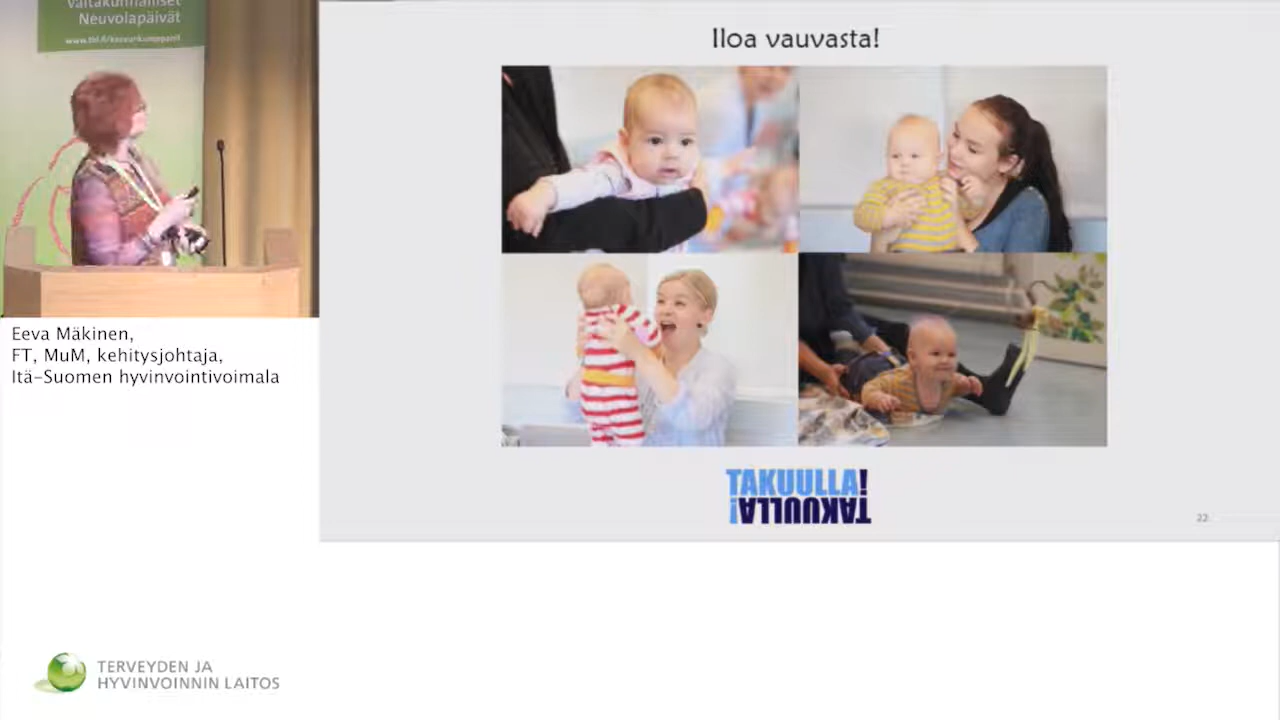 Valtakunnalliset
Neuvolapäivät
Iloa vauvasta!
Eeva Mäkinen,
FT, MuM, kehitysjohtaja,
Itä-Suomen hyvinvointivoimala
TAKUULLA!
TAKUULLA!
22
TERVEYDEN JA
HYVINVOINNIN LAITOS